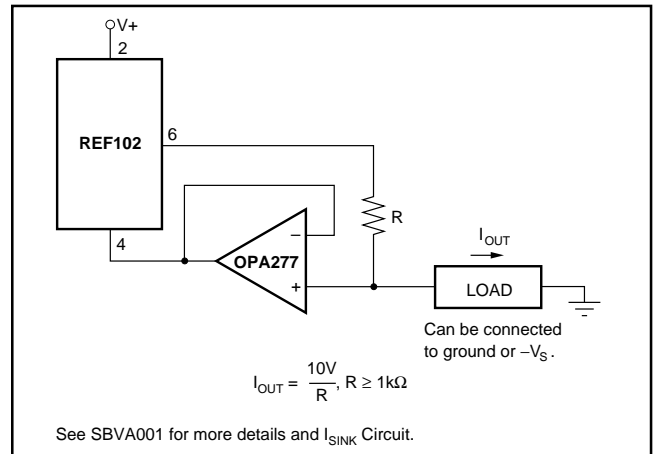 V+
2
REF102
6
4
−
OPA277
+
R
I_OUT
LOAD
Can be connected
to ground or −V_S.
I_OUT = 10V/R, R ≥ 1kΩ
See SBVA001 for more details and I_SINK Circuit.